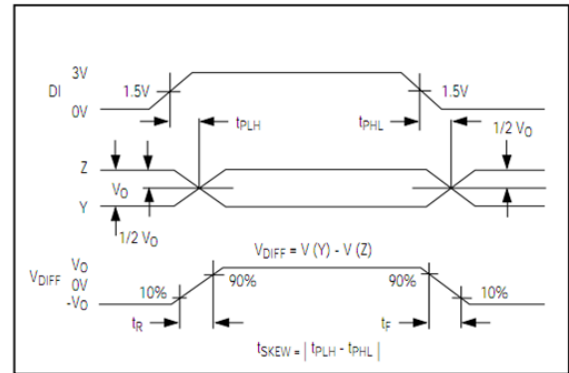 3V
DI
1.5V
1.5V
0V
tPLH
tPHL
1/2 VO
Z
VO
Y
1/2 VO
VDIFF = V (Y) - V (Z)
VO
VDIFF 0V
-VO
10%
90%
90%
10%
tR
tF
tSKEW = | tPLH - tPHL |